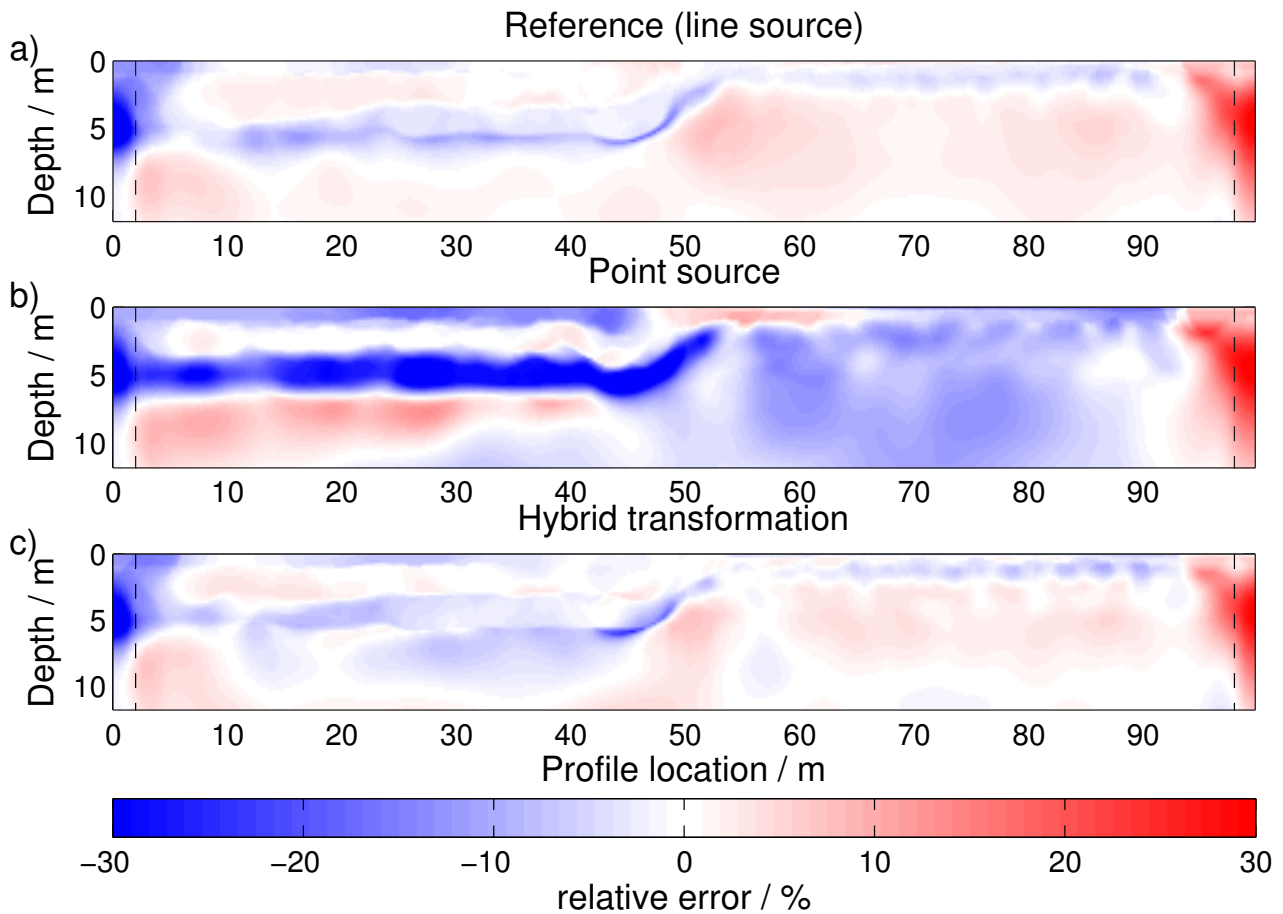 Reference (line source)
a)
0
5
10
Depth / m
0 10 20 30 40 50 60 70 80 90
Point source
b)
0
5
10
Depth / m
0 10 20 30 40 50 60 70 80 90
Hybrid transformation
c)
0
5
10
Depth / m
0 10 20 30 40 50 60 70 80 90
Profile location / m
−30 −20 −10 0 10 20 30
relative error / %